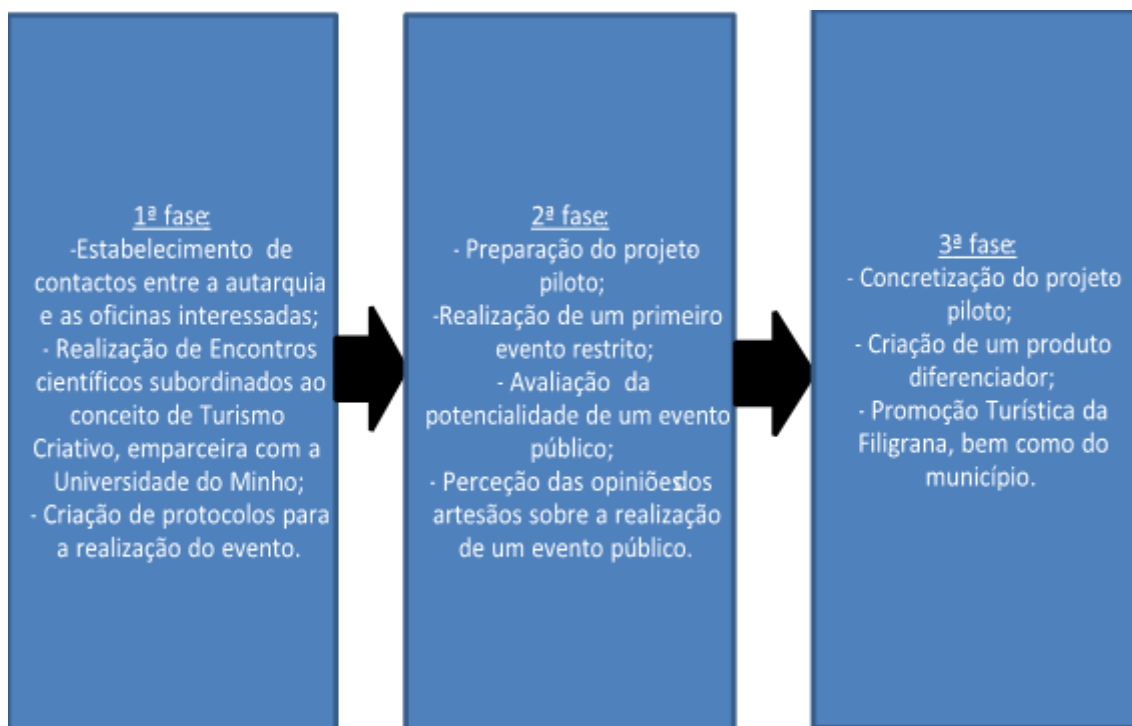 1ª fase:
-Estabelecimento de
contactos entre a autarquia
e as oficinas interessadas;
- Realização de Encontros
científicos subordinados ao
conceito de Turismo
Criativo, emparceira com a
Universidade do Minho;
- Criação de protocolos para
a realização do evento.
2ª fase:
- Preparação do projeto
piloto;
-Realização de um primeiro
evento restrito;
- Avaliação da
potencialidade de um evento
público;
- Perceção das opiniões dos
artesãos sobre a realização
de um evento público.
3ª fase:
- Concretização do projeto
piloto;
- Criação de um produto
diferenciador;
- Promoção Turística da
Filigrana, bem como do
município.